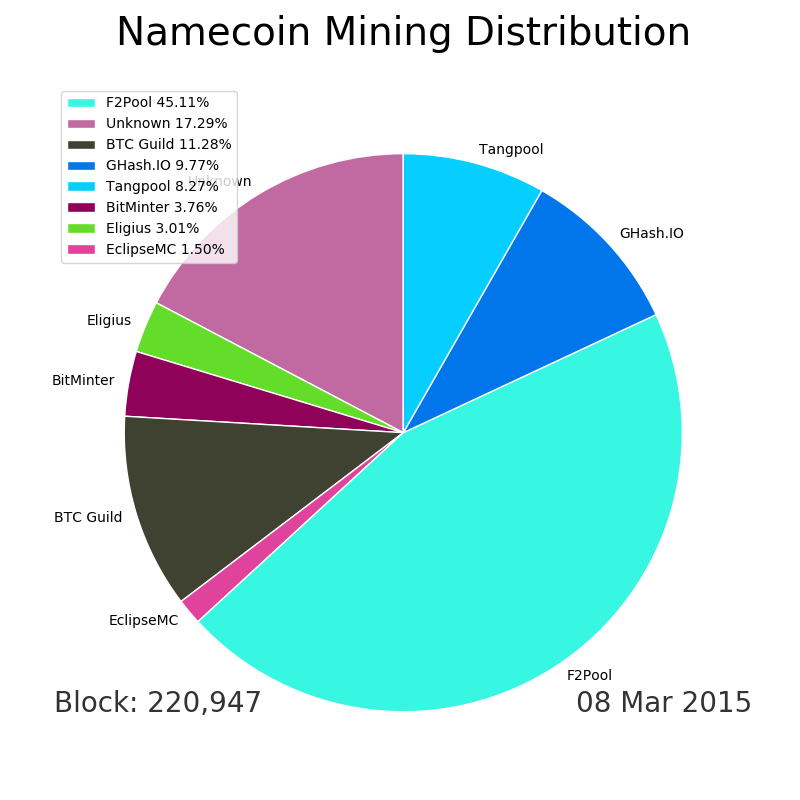 Namecoin Mining Distribution
F2Pool 45.11%
Unknown 17.29%
BTC Guild 11.28%
GHash.IO 9.77%
Tangpool 8.27%
BitMinter 3.76%
Eligius 3.01%
EclipseMC 1.50%
Tangpool
Unknown
GHash.IO
Eligius
BitMinter
BTC Guild
EclipseMC
F2Pool
Block: 220,947
08 Mar 2015